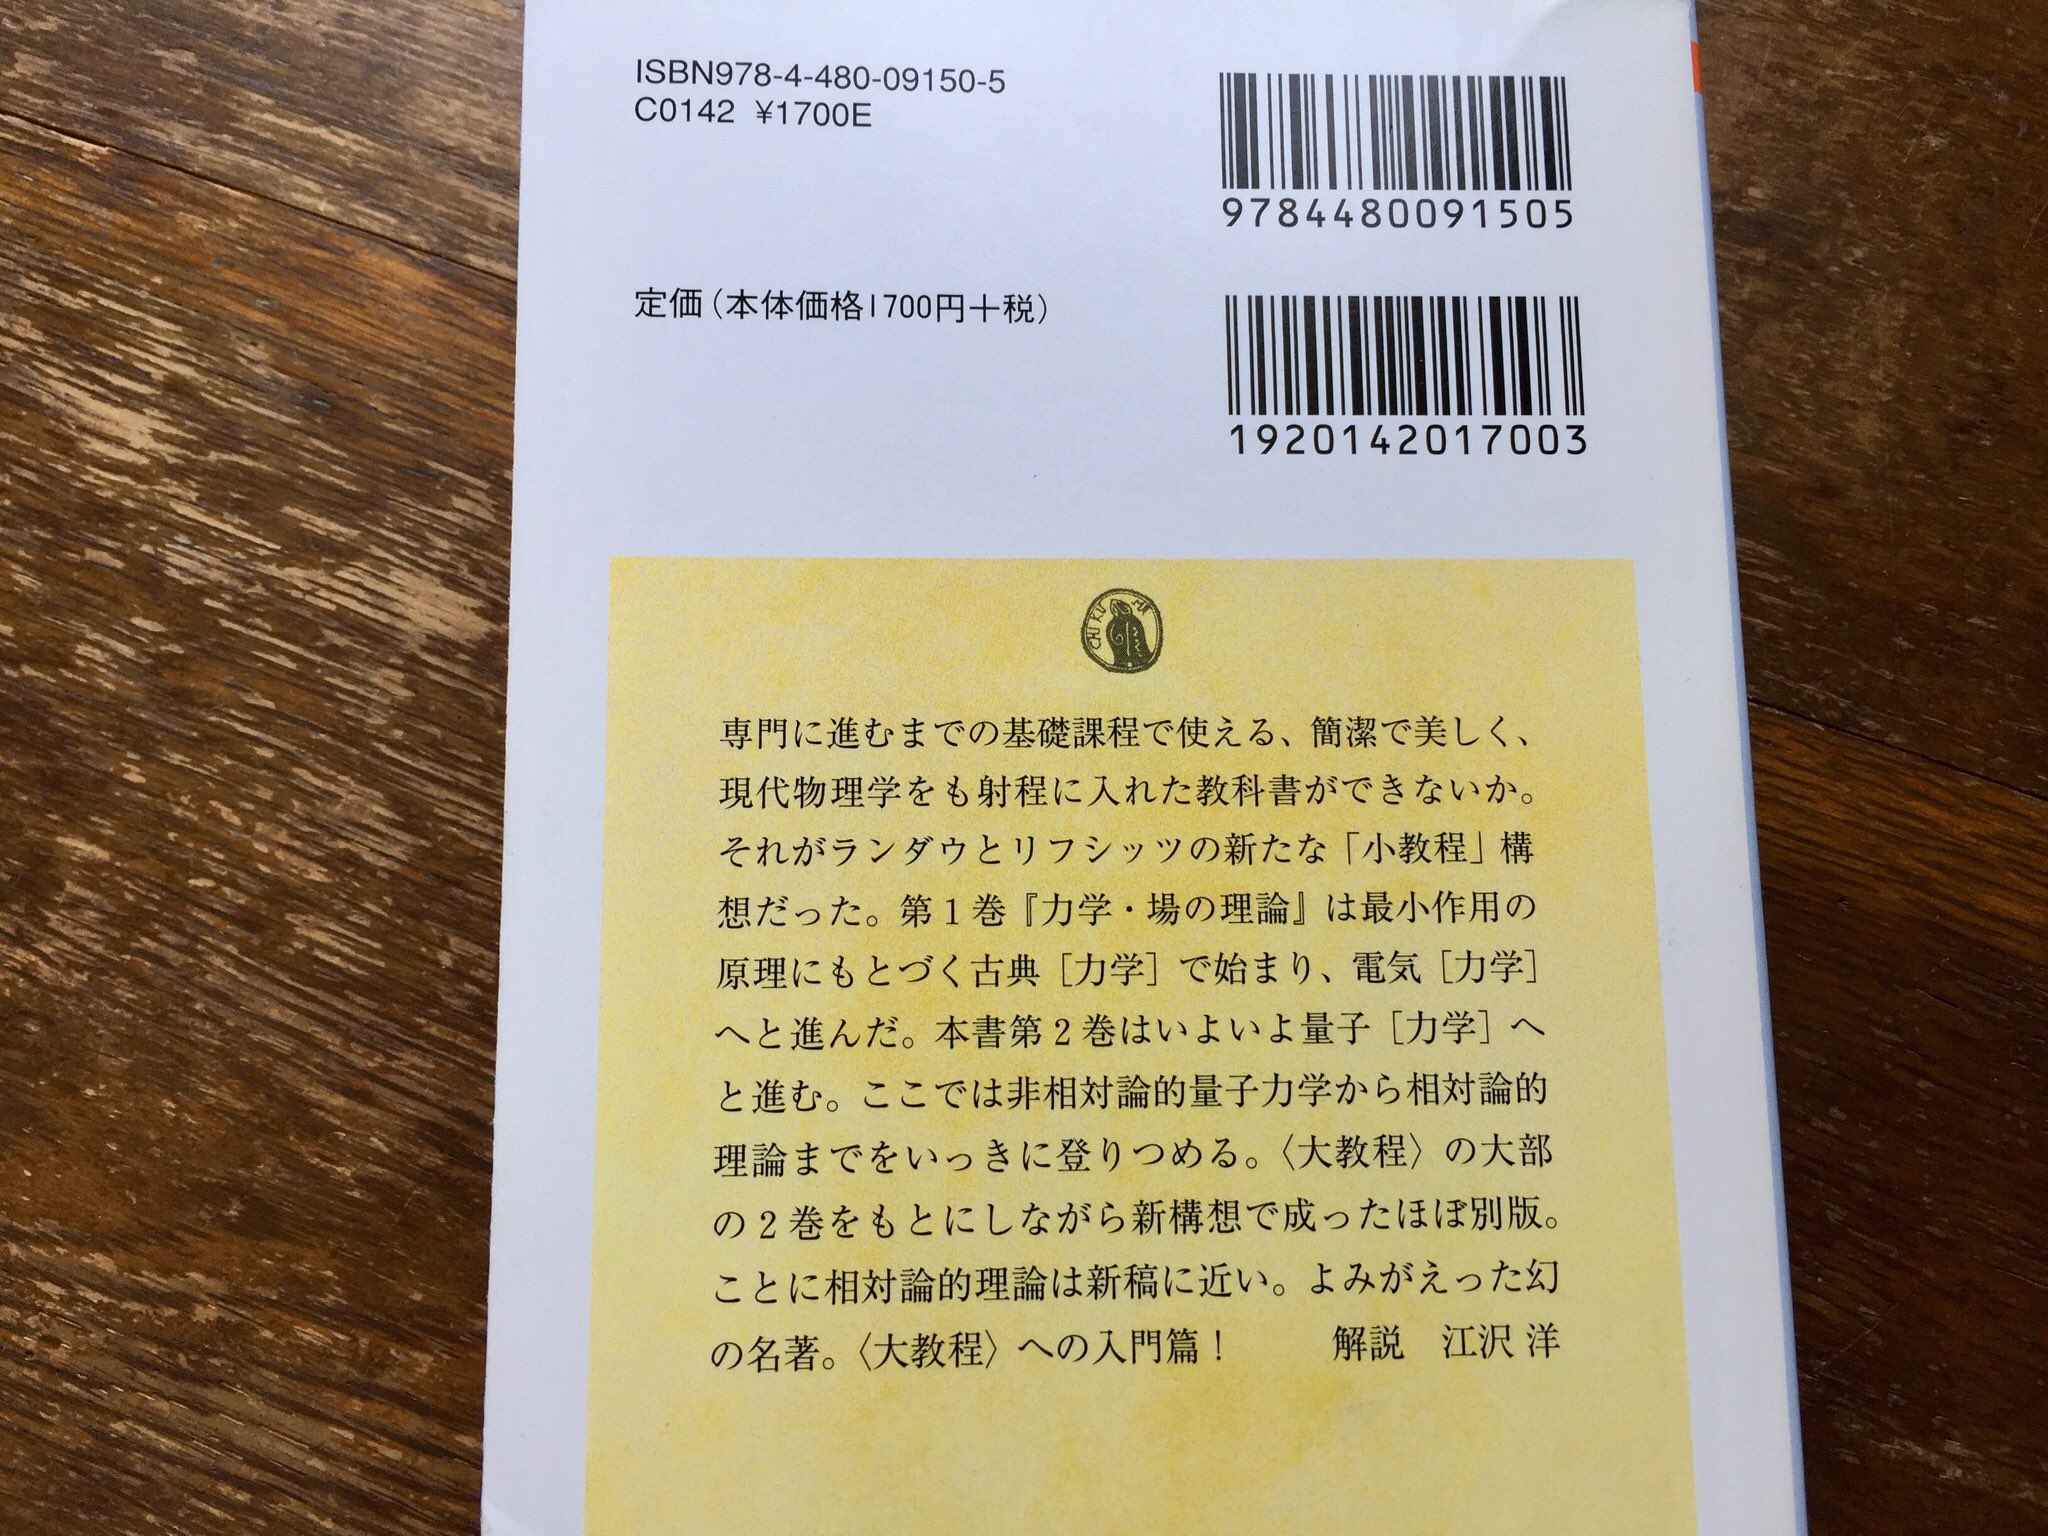 ISBN978-4-480-09150-5
C0142 ¥1700E
9784480091505
定価(本体価格1700円+税)
1920142017003
CHIKUMA
専門に進むまでの基礎課程で使える、簡潔で美しく、
現代物理学をも射程に入れた教科書ができないか。
それがランダウとリフシッツの新たな「小教程」構
想だった。第1巻『力学・場の理論』は最小作用の
原理にもとづく古典[力学]で始まり、電気[力学]
へと進んだ。本書第2巻はいよいよ量子[力学]へ
と進む。ここでは非相対論的量子力学から相対論的
理論までをいっきに登りつめる。〈大教程〉の大部
の2巻をもとにしながら新構想で成ったほぼ別版。
ことに相対論的理論は新稿に近い。よみがえった幻
の名著。〈大教程〉への入門篇! 解説 江沢 洋